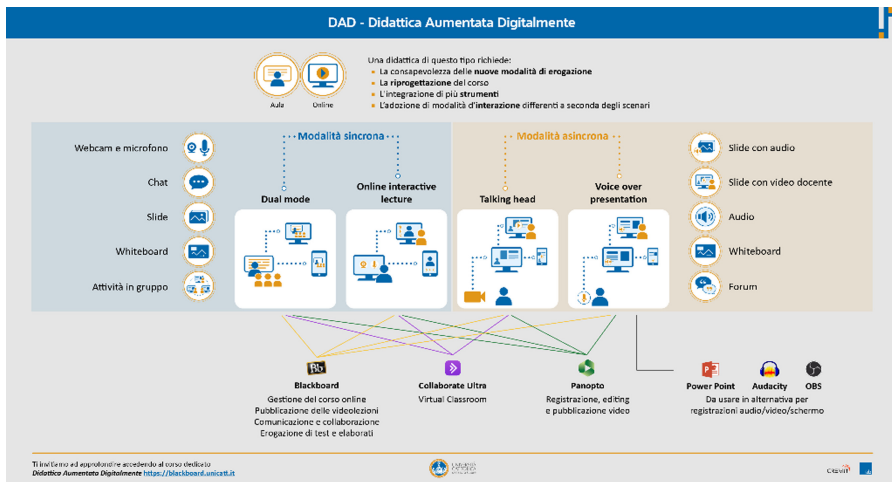 DAD - Didattica Aumentata Digitalmente
Una didattica di questo tipo richiede:
La consapevolezza delle nuove modalità di erogazione
La riprogettazione del corso
L'integrazione di più strumenti
L'adozione di modalità d'interazione differenti a seconda degli scenari
Aula
Online
Modalità sincrona
Modalità asincrona
Webcam e microfono
Chat
Slide
Whiteboard
Attività in gruppo
Dual mode
Online interactive
lecture
Talking head
Voice over
presentation
Slide con audio
Slide con video docente
Audio
Whiteboard
Forum
Bb
Blackboard
Gestione del corso online
Pubblicazione delle videolezioni
Comunicazione e collaborazione
Erogazione di test e elaborati
Collaborate Ultra
Virtual Classroom
Panopto
Registrazione, editing
e pubblicazione video
P
Power Point
Audacity
OBS
Da usare in alternativa per
registrazioni audio/video/schermo
Ti invitiamo ad approfondire accedendo al corso dedicato
Didattica Aumentata Digitalmente https://blackboard.unicatt.it
CREMIT